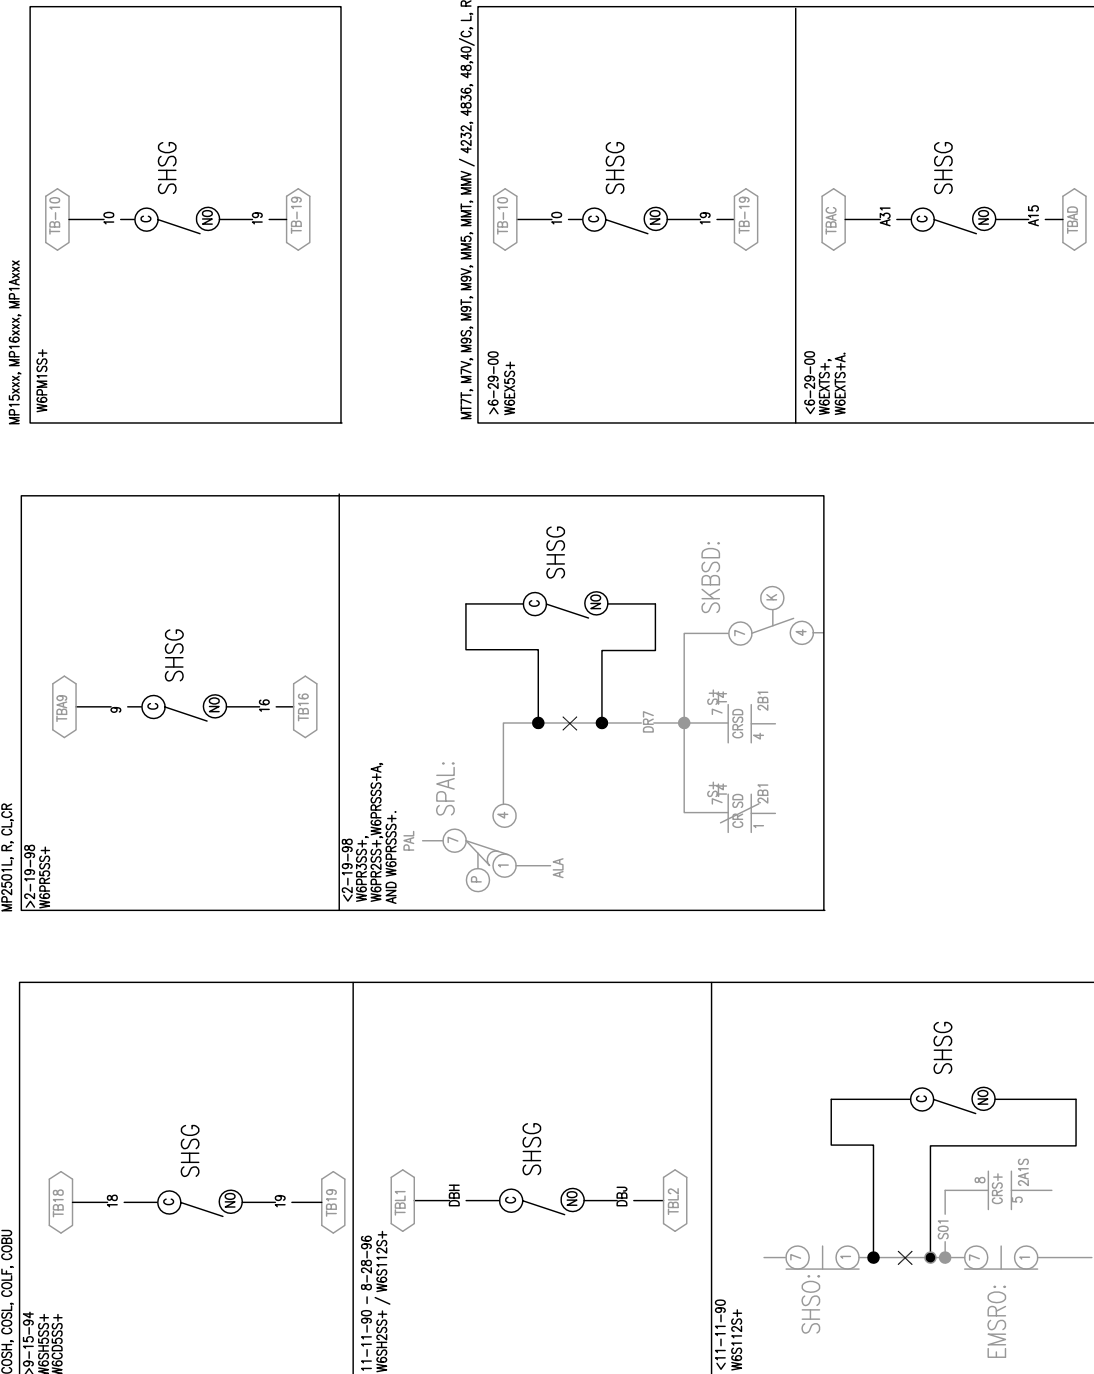 MP15xxx, MP16xxx, MP1Axxx
W6PM1SS+
TB-10
10
C
SHSG
NO
19
TB-19
MT7T, M7V, M9S, M9T, M9V, MM5, MMT, MMV / 4232, 4836, 48,40/C, L, R
>6-29-00
W6EX5S+
TB-10
10
C
SHSG
NO
19
TB-19
<6-29-00
W6EXTS+,
W6EXTS+A.
TBAC
A31
C
SHSG
NO
A15
TBAD
MP2501L, R, CL,CR
>2-19-98
W6PR5SS+
TBA9
9
C
SHSG
NO
16
TB16
<2-19-98
W6PR3SS+,
W6PR2SS+,W6PRSSS+A,
AND W6PRSSS+.
PAL
SPAL:
7
P
1
4
ALA
C
SHSG
NO
DR7
SKBSD:
7
K
4
7 S+
14
CRSD
4
2B1
7S+
14
CR SD
1
2B1
COSH, COSL, COLF, COBU
>9-15-94
W6SH5SS+
W6CD5SS+
TB18
18
C
SHSG
NO
19
TB19
11-11-90 - 8-28-96
W6SH2SS+ / W6S112S+
TBL1
DBH
C
SHSG
NO
DBJ
TBL2
<11-11-90
W6S112S+
SHSO:
7
1
C
SHSG
NO
S01
8
CRS+
5
2A1S
EMSRO:
7
1